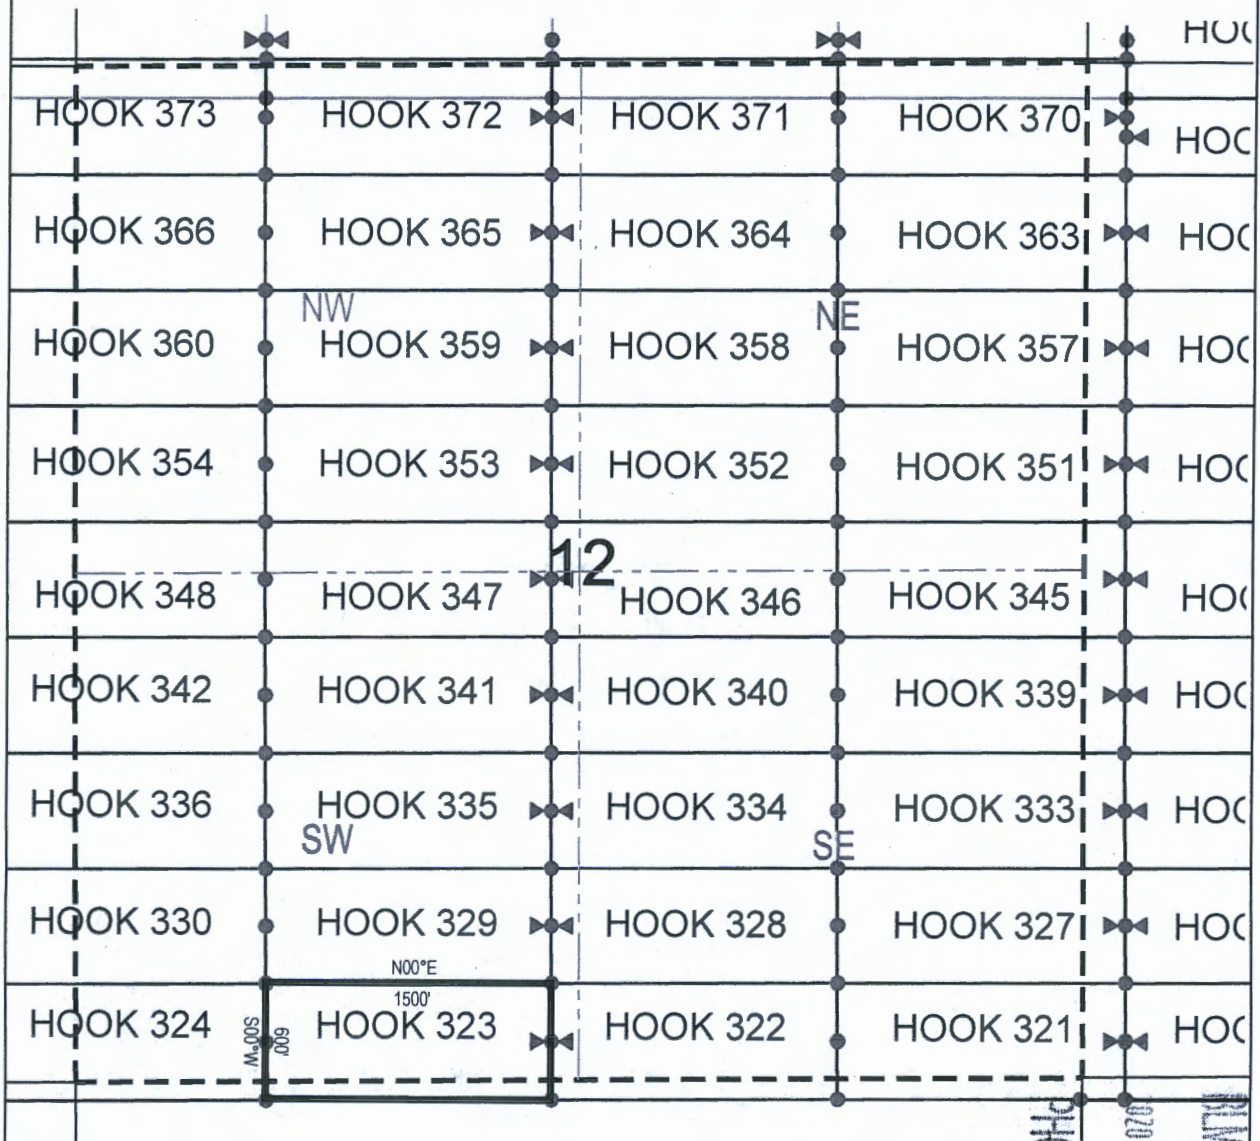 HOOK 373 HOOK 372 HOOK 371 HOOK 370
HOOK 366 HOOK 365 HOOK 364 HOOK 363
NW NE
HOOK 360 HOOK 359 HOOK 358 HOOK 357
HOOK 354 HOOK 353 HOOK 352 HOOK 351
12
HOOK 348 HOOK 347 HOOK 346 HOOK 345
HOOK 342 HOOK 341 HOOK 340 HOOK 339
HOOK 336 HOOK 335 HOOK 334 HOOK 333
SW SE
HOOK 330 HOOK 329 HOOK 328 HOOK 327
N00°E
1500'
HOOK 324 S00°W 600' HOOK 323 HOOK 322 HOOK 321